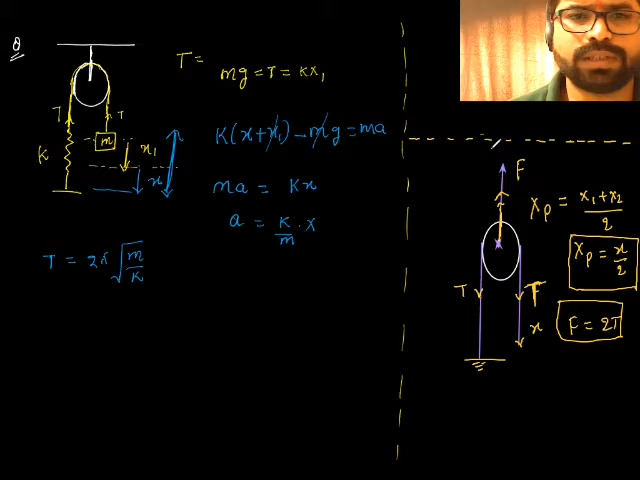 Q
T =
mg = T = kx₁
T
T
m
K
x₁
x
K(x+x₁) – mg = ma
ma = Kx
a = K/m · x
T = 2π √(m/K)
F
Xp = (x₁+x₂)/2
Xp = x/2
T
T
x
F = 2T